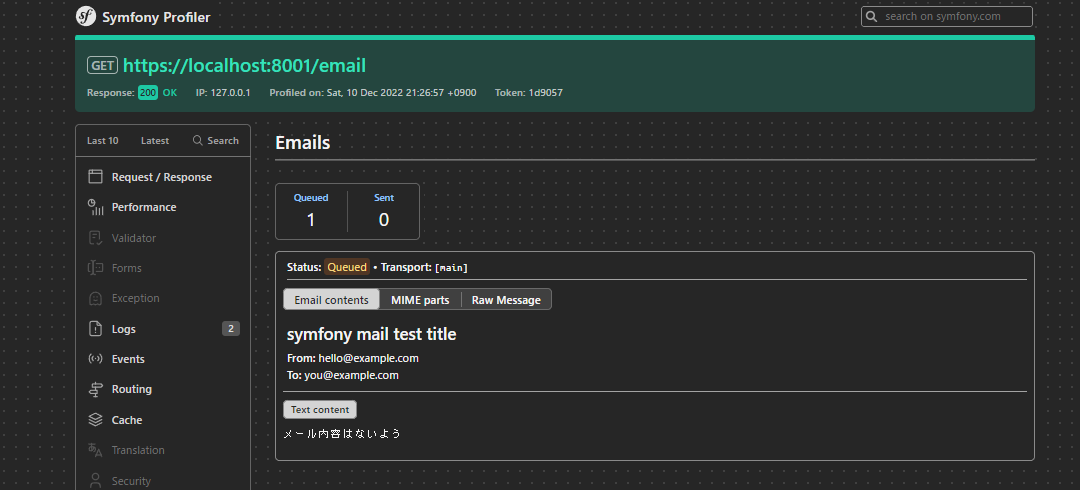 sf Symfony Profiler
search on symfony.com
GET https://localhost:8001/email
Response: 200 OK IP: 127.0.0.1 Profiled on: Sat, 10 Dec 2022 21:26:57 +0900 Token: 1d9057
Last 10 Latest Search
Request / Response
Performance
Validator
Forms
Exception
Logs 2
Events
Routing
Cache
Translation
Security
Emails
Queued Sent
1 0
Status: Queued • Transport: [main]
Email contents MIME parts Raw Message
symfony mail test title
From: hello@example.com
To: you@example.com
Text content
メール内容はないよう